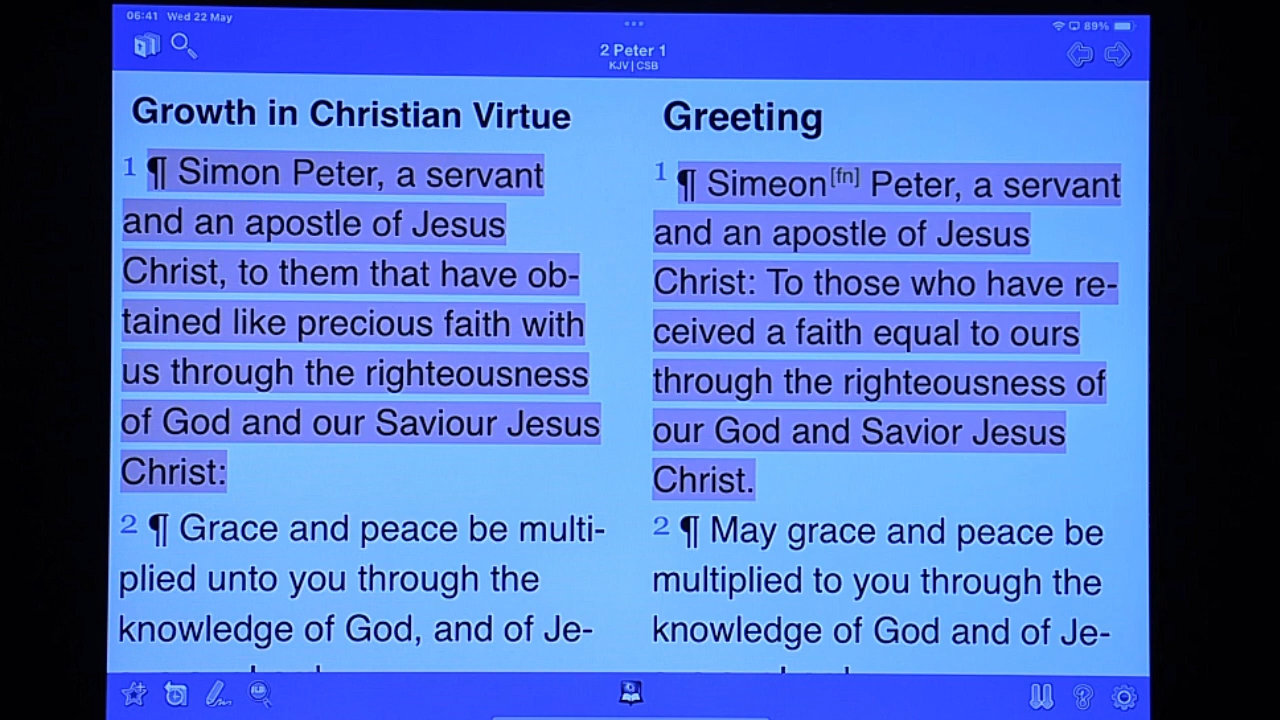 06:41 Wed 22 May
89%
2 Peter 1
KJV | CSB
Growth in Christian Virtue
1 ¶ Simon Peter, a servant
and an apostle of Jesus
Christ, to them that have ob-
tained like precious faith with
us through the righteousness
of God and our Saviour Jesus
Christ:
2 ¶ Grace and peace be multi-
plied unto you through the
knowledge of God, and of Je-
Greeting
1 ¶ Simeon[fn] Peter, a servant
and an apostle of Jesus
Christ: To those who have re-
ceived a faith equal to ours
through the righteousness of
our God and Savior Jesus
Christ.
2 ¶ May grace and peace be
multiplied to you through the
knowledge of God and of Je-